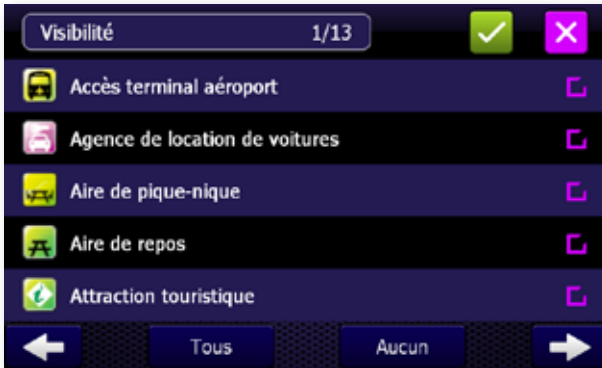 Visibilité 1/13
Accès terminal aéroport
Agence de location de voitures
Aire de pique-nique
Aire de repos
Attraction touristique
Tous Aucun